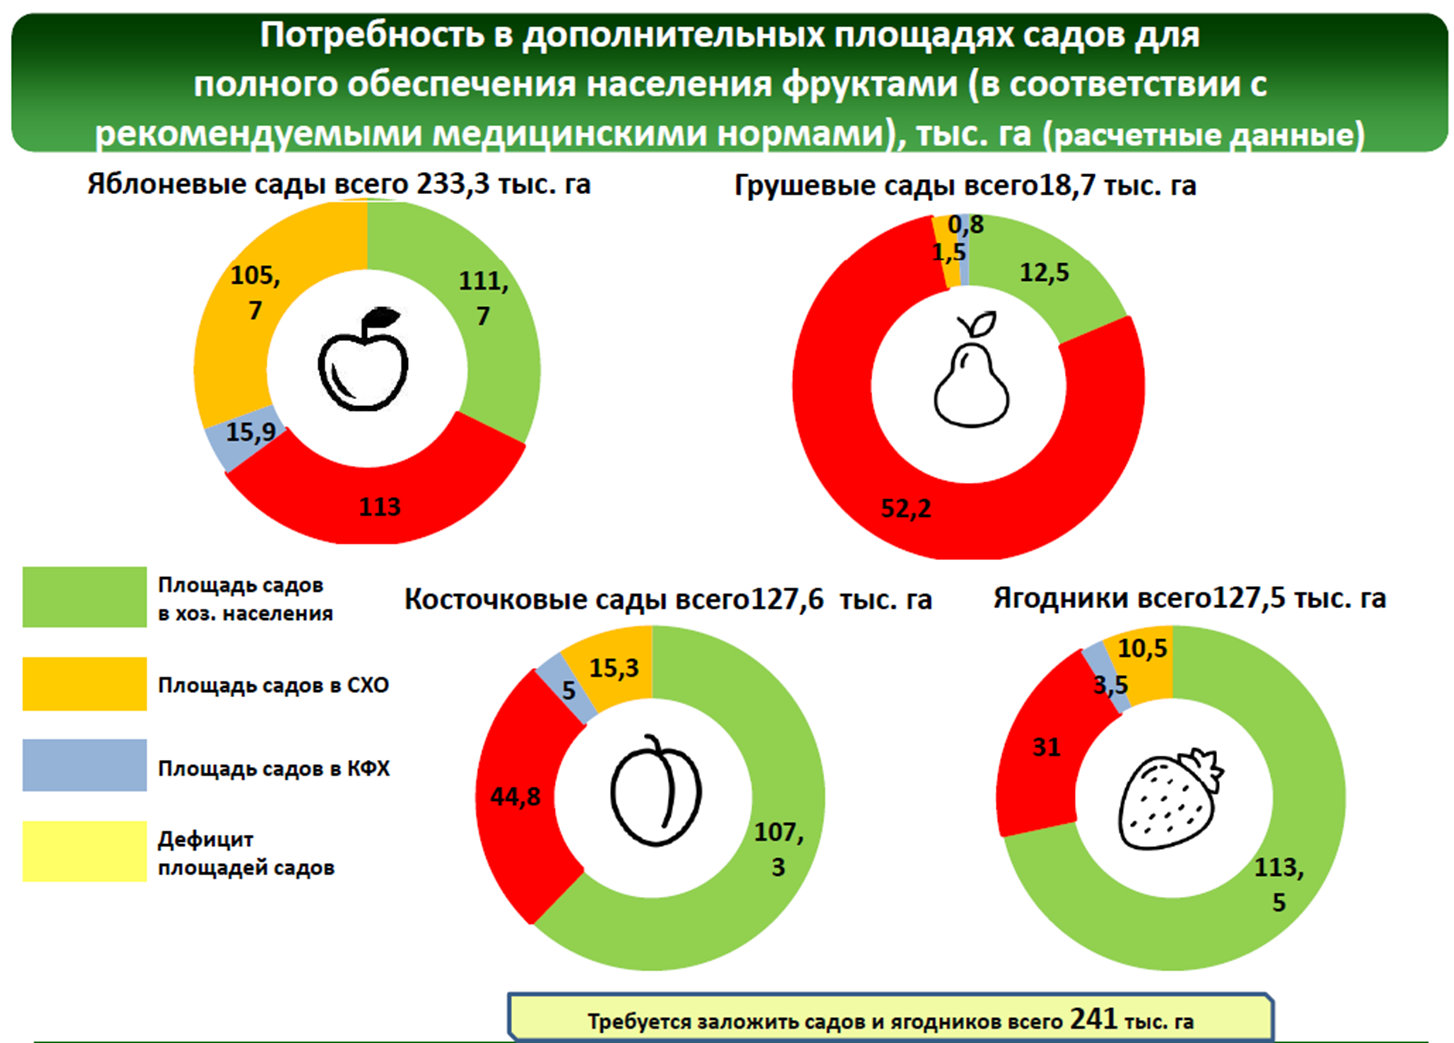 Потребность в дополнительных площадях садов для
полного обеспечения населения фруктами (в соответствии с
рекомендуемыми медицинскими нормами), тыс. га (расчетные данные)
Яблоневые сады всего 233,3 тыс. га
105,
7
111,
7
15,9
113
Грушевые сады всего18,7 тыс. га
0,8
1,5
12,5
52,2
Площадь садов
в хоз. населения
Площадь садов в СХО
Площадь садов в КФХ
Дефицит
площадей садов
Косточковые сады всего127,6 тыс. га
15,3
5
44,8
107,
3
Ягодники всего127,5 тыс. га
10,5
3,5
31
113,
5
Требуется заложить садов и ягодников всего 241 тыс. га